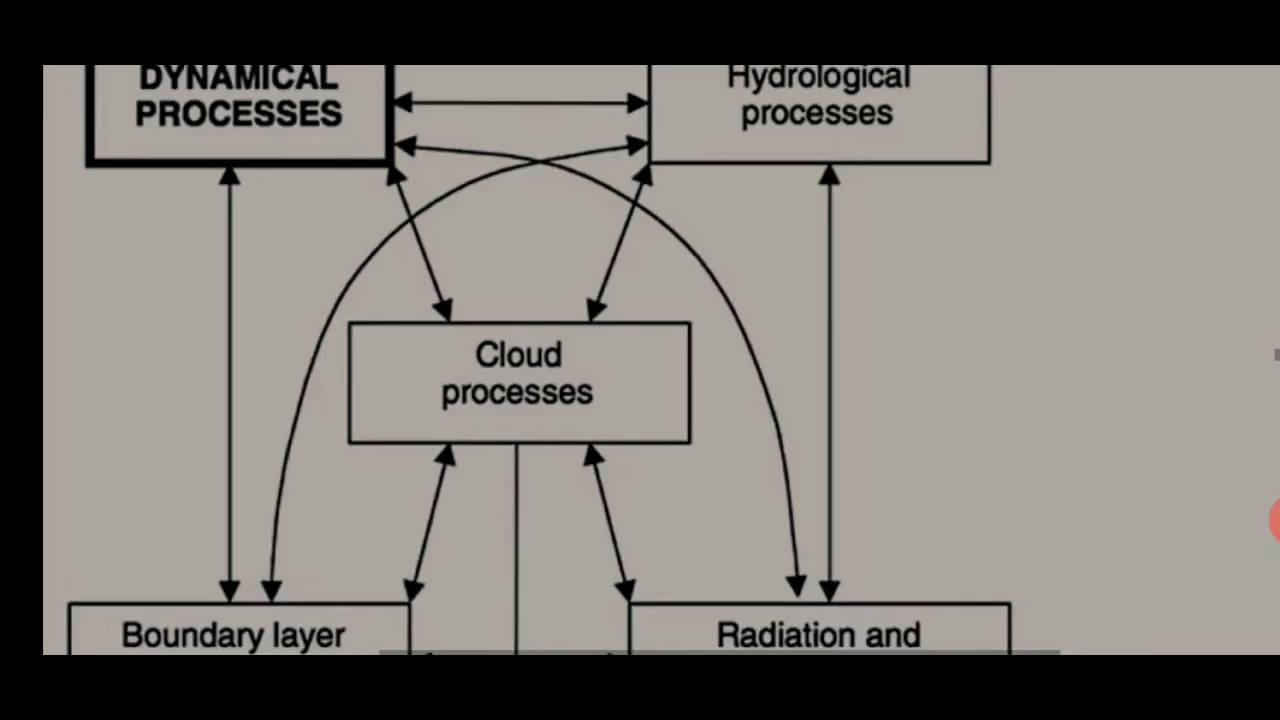 DYNAMICAL
PROCESSES
Hydrological
processes
Cloud
processes
Boundary layer
Radiation and